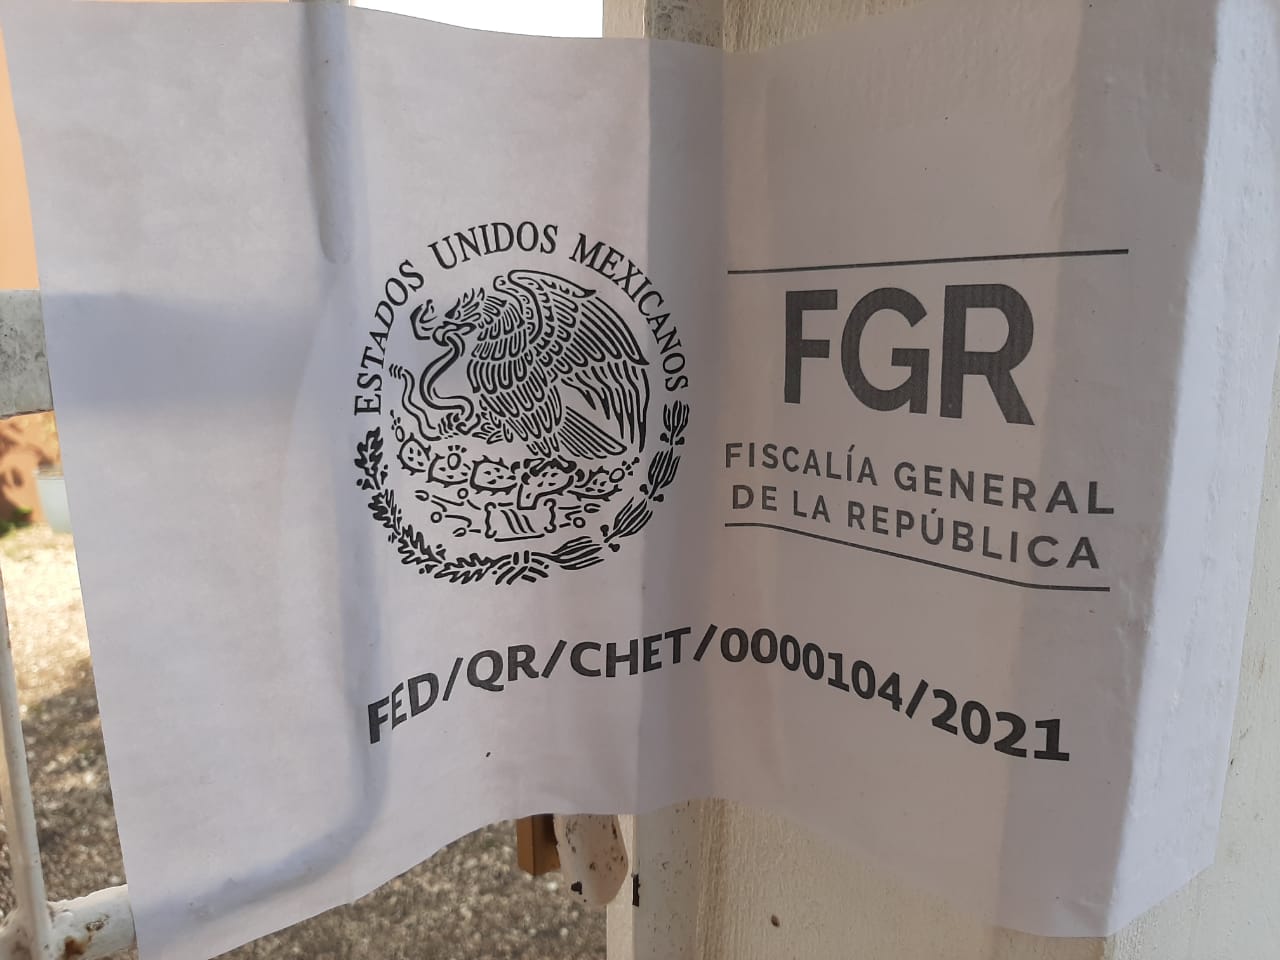 ESTADOS UNIDOS MEXICANOS
FGR
FISCALÍA GENERAL
DE LA REPÚBLICA
FED/QR/CHET/0000104/2021